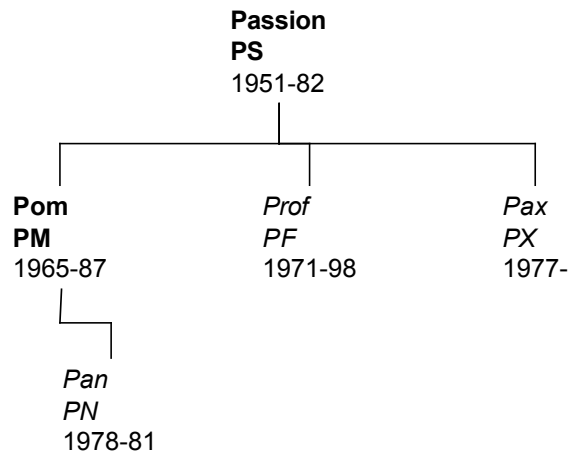 Passion
PS
1951-82
Pom
PM
1965-87
Prof
PF
1971-98
Pax
PX
1977-
Pan
PN
1978-81